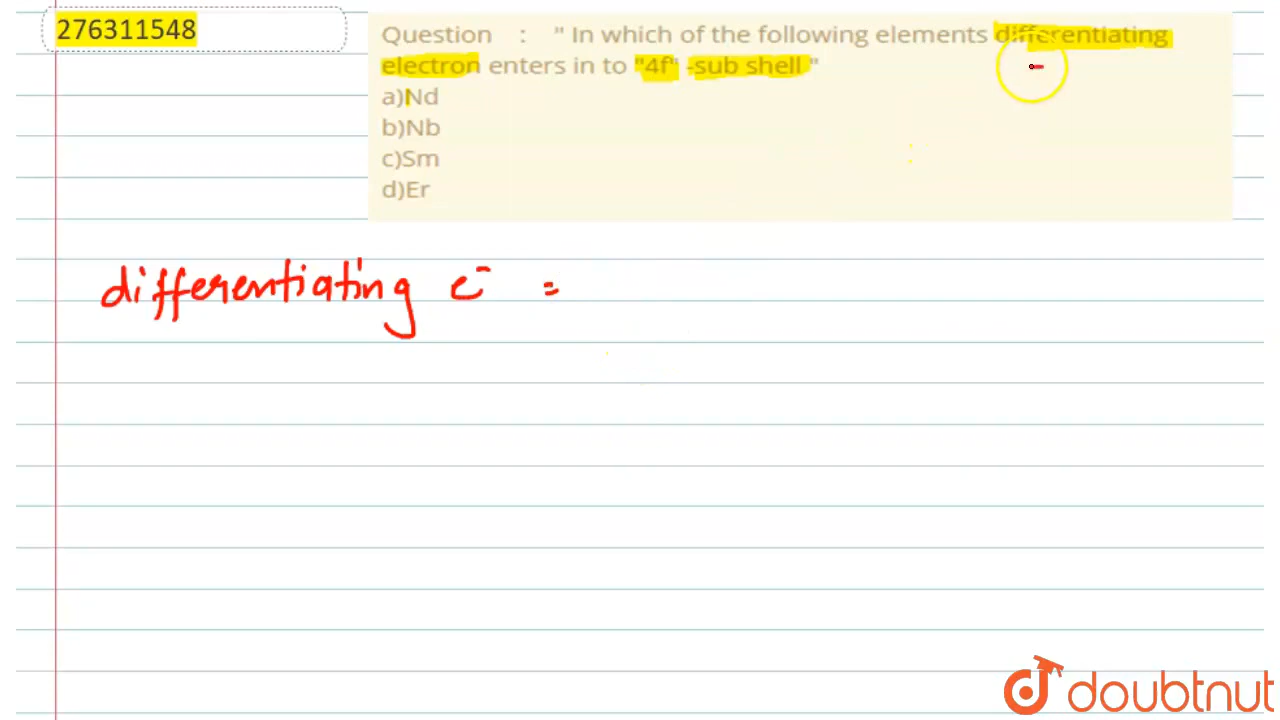 276311548
Question : " In which of the following elements differentiating
electron enters in to "4f" -sub shell "
a)Nd
b)Nb
c)Sm
d)Er
differentiating e⁻ =
doubtnut